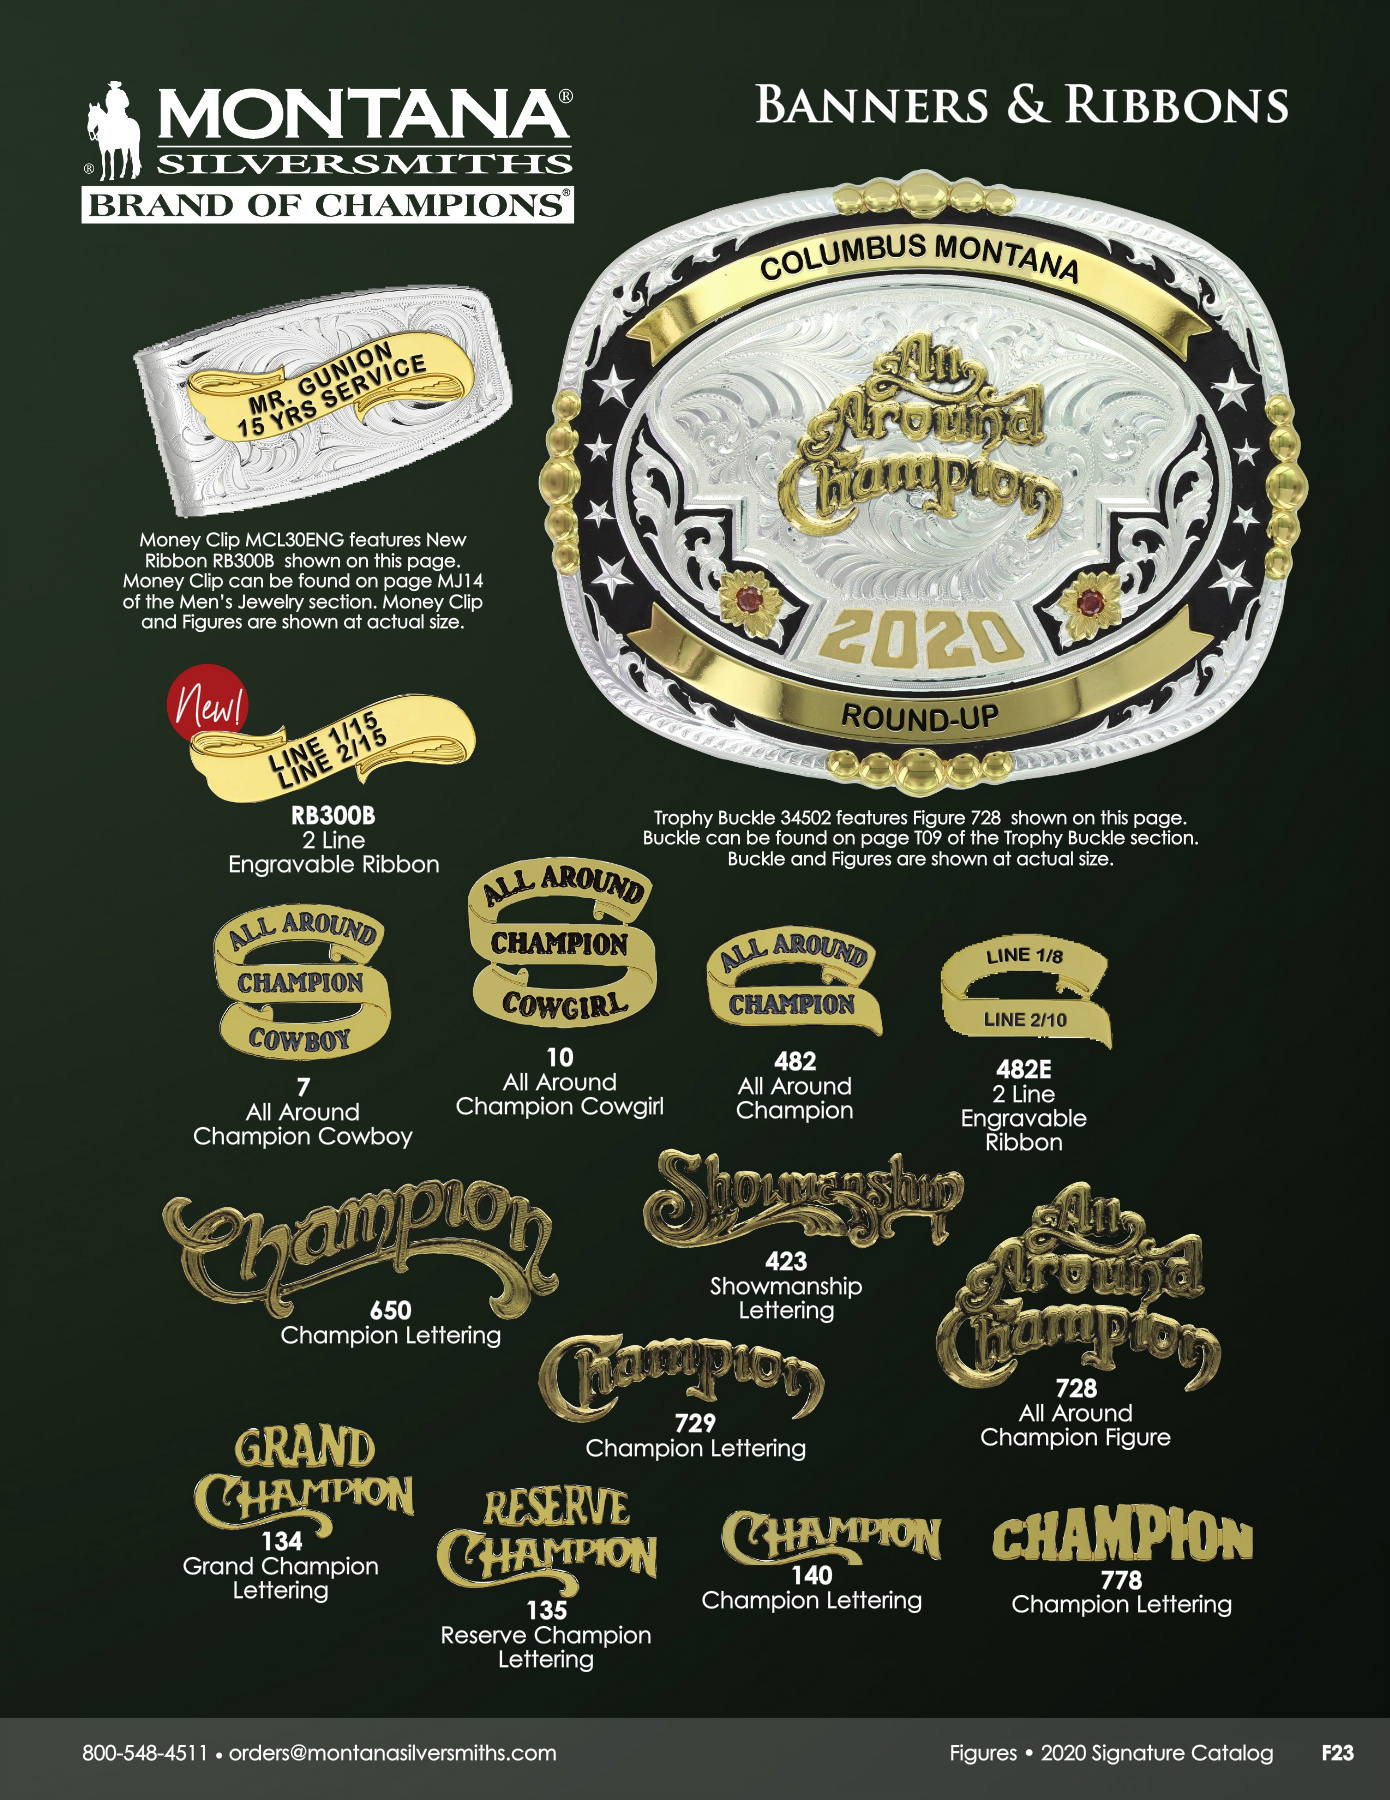 MONTANA®
® SILVERSMITHS
BRAND OF CHAMPIONS®
BANNERS & RIBBONS
COLUMBUS MONTANA
All
Around
Champion
2020
ROUND-UP
MR. GUNION
15 YRS SERVICE
Money Clip MCL30ENG features New
Ribbon RB300B shown on this page.
Money Clip can be found on page MJ14
of the Men's Jewelry section. Money Clip
and Figures are shown at actual size.
New!
LINE 1/15
LINE 2/15
RB300B
2 Line
Engravable Ribbon
Trophy Buckle 34502 features Figure 728 shown on this page.
Buckle can be found on page T09 of the Trophy Buckle section.
Buckle and Figures are shown at actual size.
ALL AROUND
CHAMPION
COWBOY
7
All Around
Champion Cowboy
ALL AROUND
CHAMPION
COWGIRL
10
All Around
Champion Cowgirl
ALL AROUND
CHAMPION
482
All Around
Champion
LINE 1/8
LINE 2/10
482E
2 Line
Engravable
Ribbon
Champion
650
Champion Lettering
Showmanship
423
Showmanship
Lettering
All
Around
Champion
728
All Around
Champion Figure
Champion
729
Champion Lettering
GRAND
CHAMPION
134
Grand Champion
Lettering
RESERVE
CHAMPION
135
Reserve Champion
Lettering
CHAMPION
140
Champion Lettering
CHAMPION
778
Champion Lettering
800-548-4511 • orders@montanasilversmiths.com
Figures • 2020 Signature Catalog F23